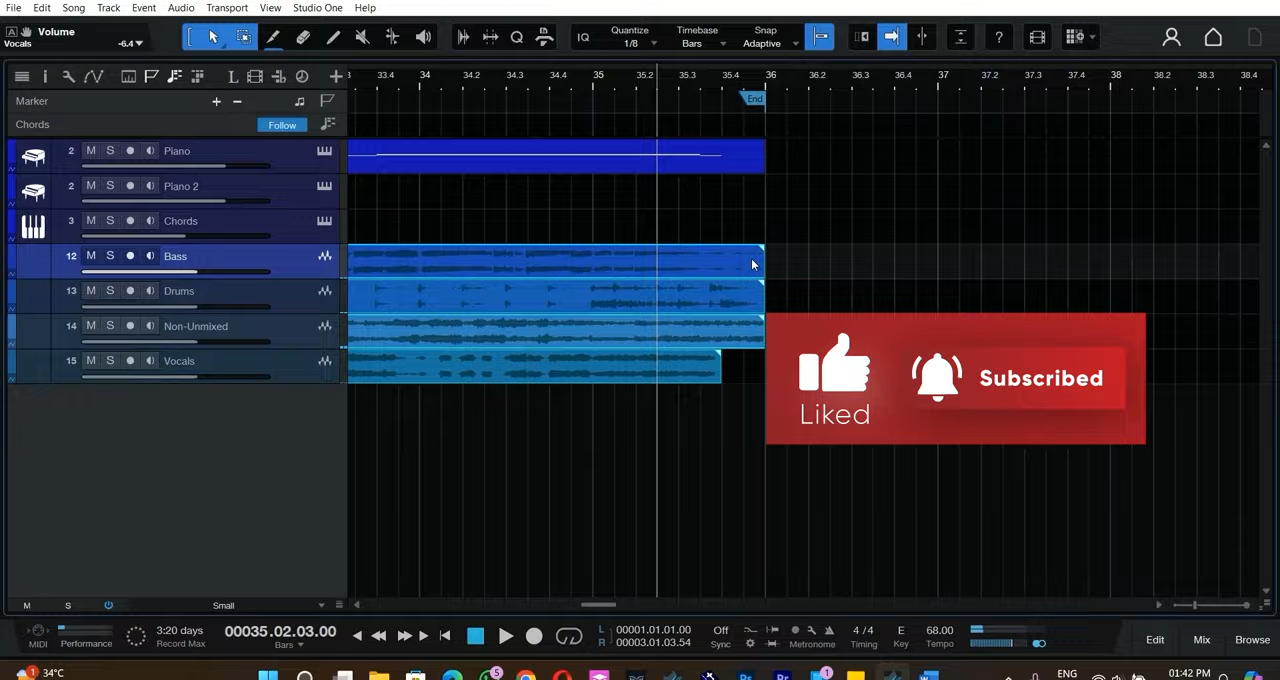 File Edit Song Track Event Audio Transport View Studio One Help
A Volume
Vocals -6.4
IQ Quantize 1/8 Timebase Bars Snap Adaptive ?
33.4 34 34.2 34.3 34.4 35 35.2 35.3 35.4 36 36.2 36.3 36.4 37 37.2 37.3 37.4 38 38.2 38.3 38.4
End
Marker + −
Chords Follow
2 M S Piano
2 M S Piano 2
3 M S Chords
12 M S Bass
13 M S Drums
14 M S Non-Unmixed
15 M S Vocals
Liked Subscribed
M S Small
MIDI Performance 3:20 days Record Max 00035.02.03.00 Bars L 00001.01.01.00 R 00001.01.03.54 Off Sync Metronome 4 / 4 Timing E Key 68.00 Tempo Edit Mix Browse
1 34°C 5 1 ENG 01:42 PM